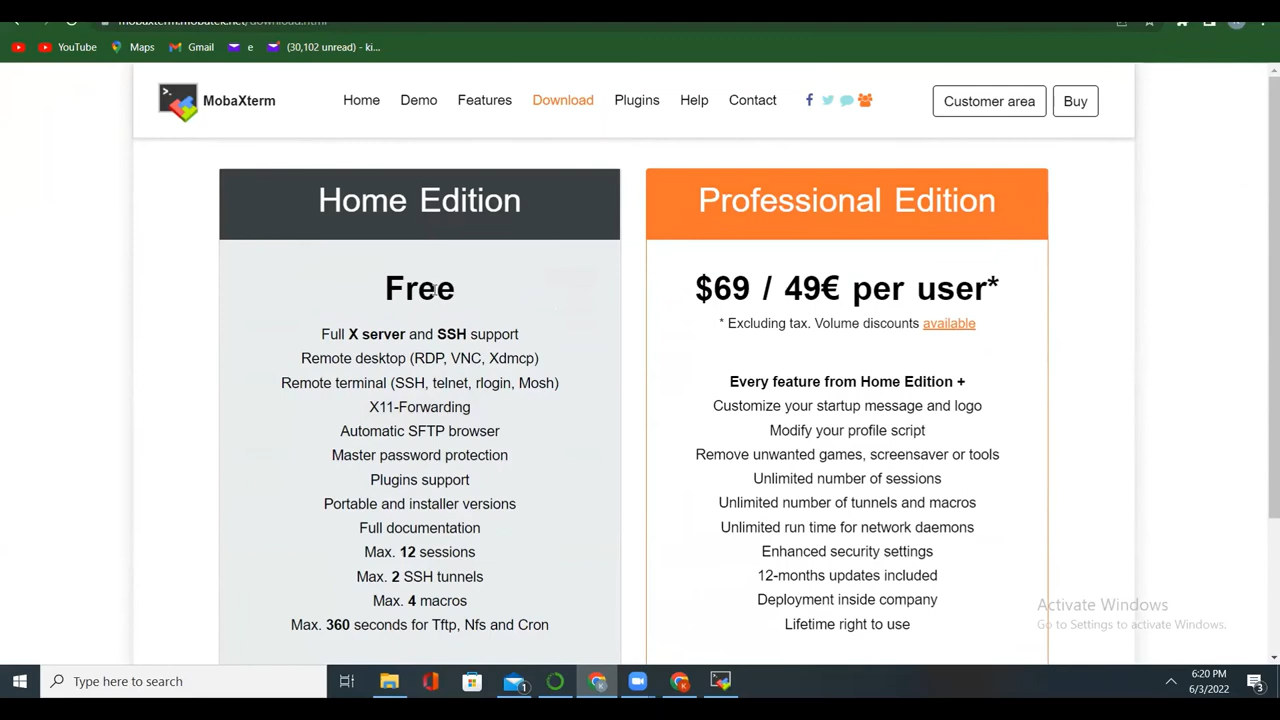 mobaxterm.mobatek.net/download.html
YouTube
Maps
Gmail
e
(30,102 unread) - ki...
MobaXterm
Home
Demo
Features
Download
Plugins
Help
Contact
Customer area
Buy
Home Edition
Free
Full X server and SSH support
Remote desktop (RDP, VNC, Xdmcp)
Remote terminal (SSH, telnet, rlogin, Mosh)
X11-Forwarding
Automatic SFTP browser
Master password protection
Plugins support
Portable and installer versions
Full documentation
Max. 12 sessions
Max. 2 SSH tunnels
Max. 4 macros
Max. 360 seconds for Tftp, Nfs and Cron
Professional Edition
$69 / 49€ per user*
* Excluding tax. Volume discounts available
Every feature from Home Edition +
Customize your startup message and logo
Modify your profile script
Remove unwanted games, screensaver or tools
Unlimited number of sessions
Unlimited number of tunnels and macros
Unlimited run time for network daemons
Enhanced security settings
12-months updates included
Deployment inside company
Lifetime right to use
Activate Windows
Go to Settings to activate Windows.
Type here to search
1
6:20 PM
6/3/2022
3